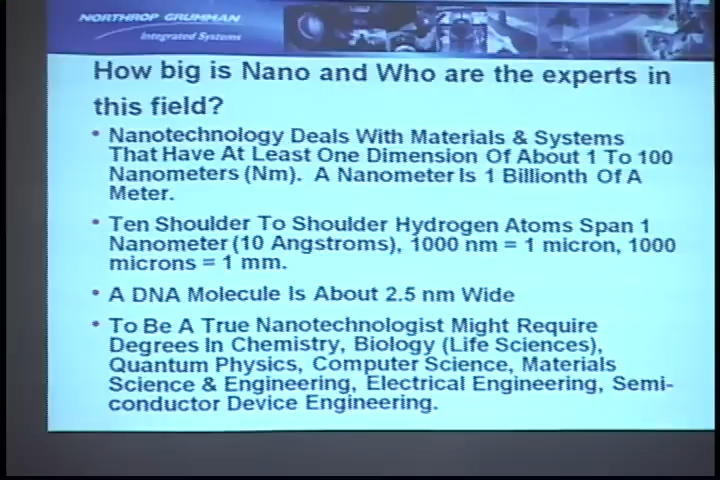 NORTHROP GRUMMAN
Integrated Systems
How big is Nano and Who are the experts in
this field?
• Nanotechnology Deals With Materials & Systems
That Have At Least One Dimension Of About 1 To 100
Nanometers (Nm). A Nanometer Is 1 Billionth Of A
Meter.
• Ten Shoulder To Shoulder Hydrogen Atoms Span 1
Nanometer (10 Angstroms), 1000 nm = 1 micron, 1000
microns = 1 mm.
• A DNA Molecule Is About 2.5 nm Wide
• To Be A True Nanotechnologist Might Require
Degrees In Chemistry, Biology (Life Sciences),
Quantum Physics, Computer Science, Materials
Science & Engineering, Electrical Engineering, Semi-
conductor Device Engineering.